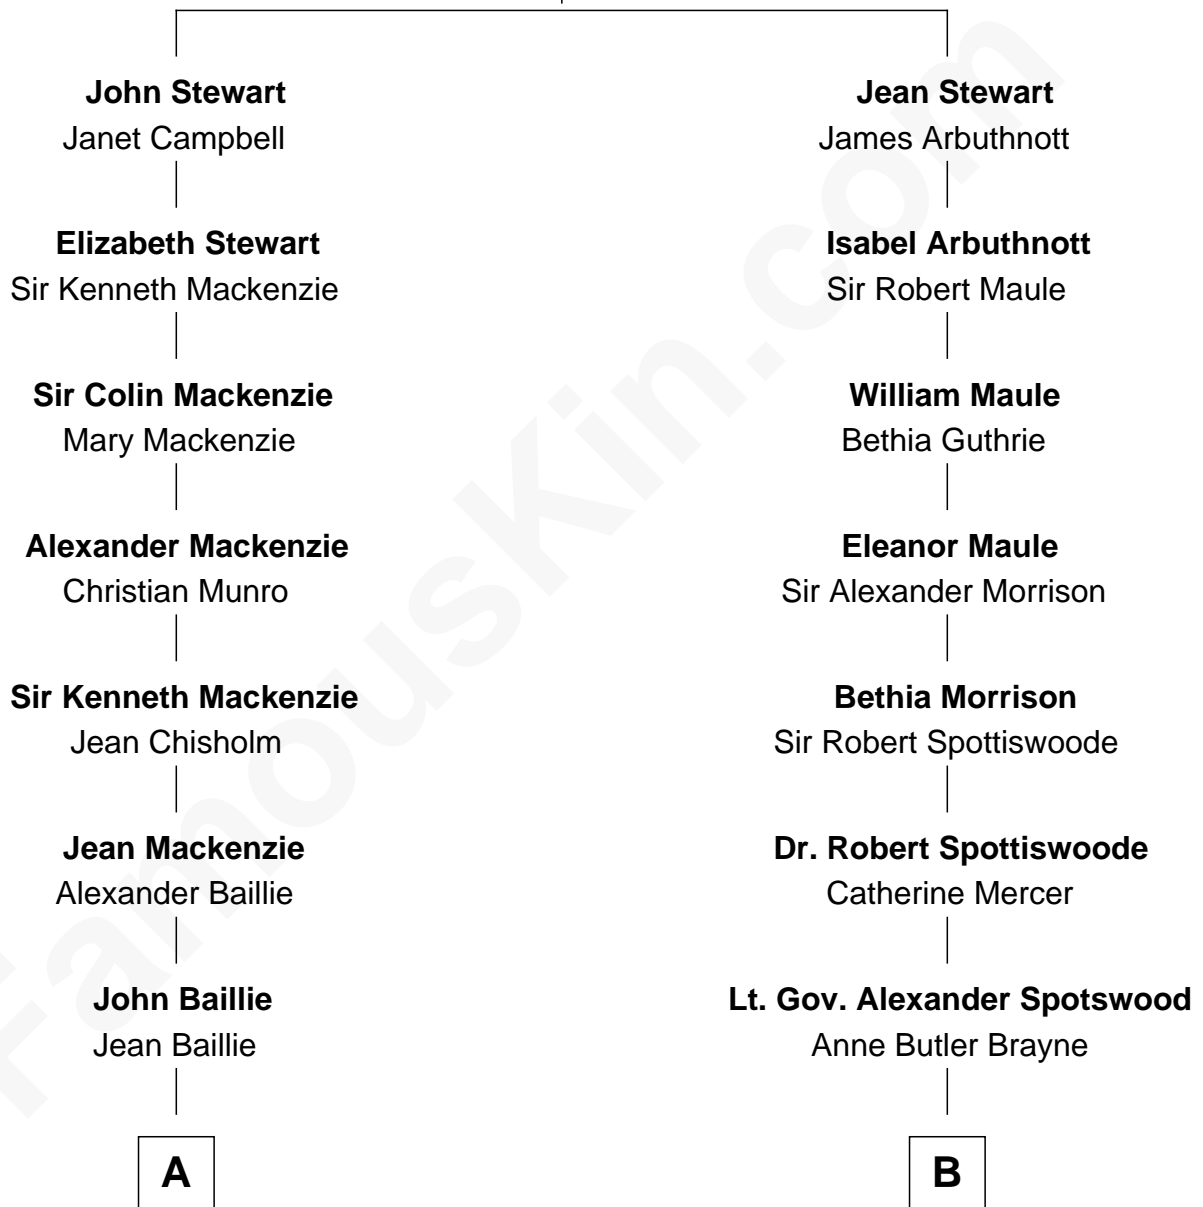 John Stewart
Janet Campbell
Elizabeth Stewart
Sir Kenneth Mackenzie
Sir Colin Mackenzie
Mary Mackenzie
Alexander Mackenzie
Christian Munro
Sir Kenneth Mackenzie
Jean Chisholm
Jean Mackenzie
Alexander Baillie
John Baillie
Jean Baillie
A
Jean Stewart
James Arbuthnott
Isabel Arbuthnott
Sir Robert Maule
William Maule
Bethia Guthrie
Eleanor Maule
Sir Alexander Morrison
Bethia Morrison
Sir Robert Spottiswoode
Dr. Robert Spottiswoode
Catherine Mercer
Lt. Gov. Alexander Spotswood
Anne Butler Brayne
B
FamousKin.com